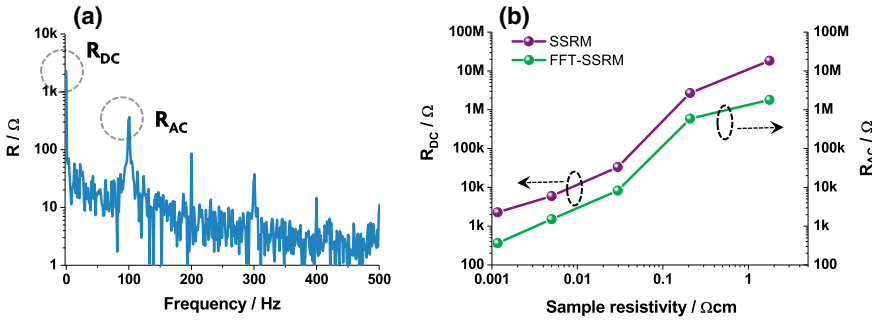 (a)
10k
1k
100
10
1
R / Ω
R_DC
R_AC
0 100 200 300 400 500
Frequency / Hz
(b)
SSRM
FFT-SSRM
100M
10M
1M
100k
10k
1k
100
R_DC / Ω
100M
10M
1M
100k
10k
1k
100
R_AC / Ω
0.001 0.01 0.1 1
Sample resistivity / Ωcm